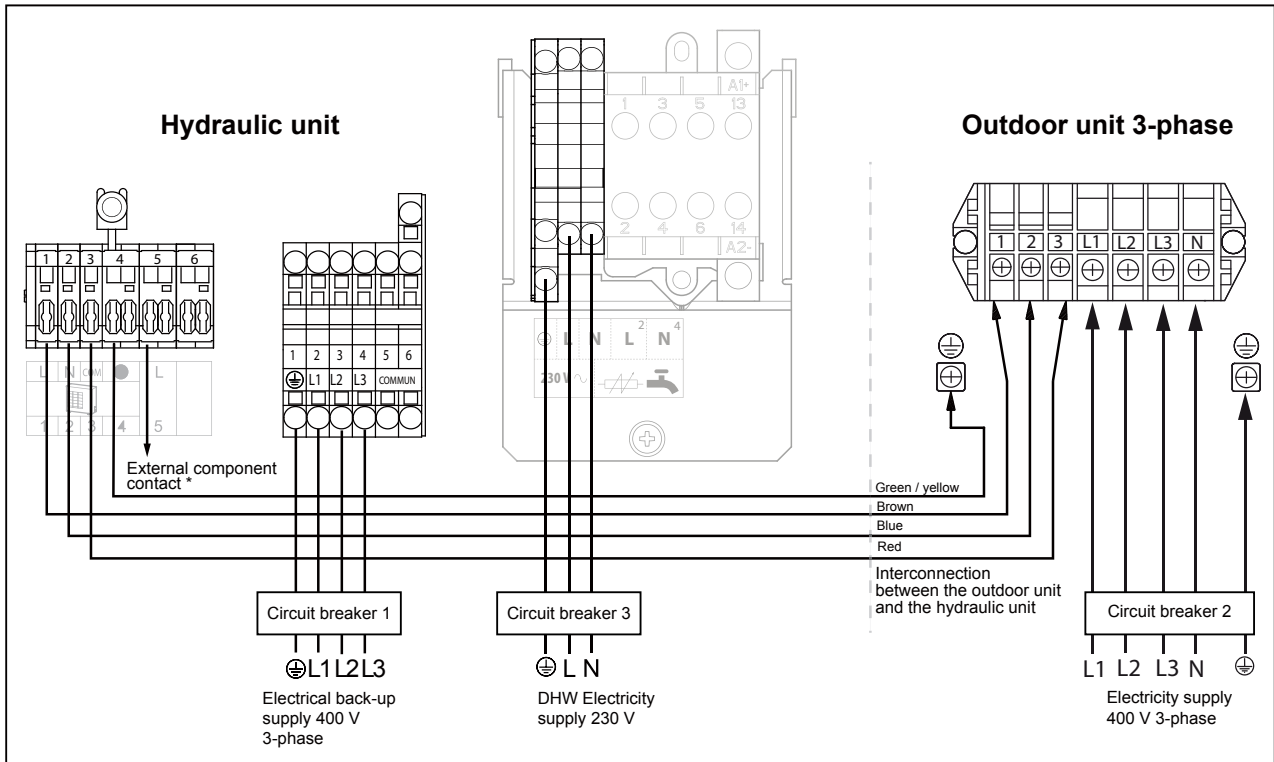 Hydraulic unit
Outdoor unit 3-phase
A1+
1 3 5 13
2 4 6 14
A2-
1 2 3 4 5 6
L N COM L
1 2 3 4 5
External component
contact *
1 2 3 4 5 6
L1 L2 L3 COMMUN
L N L 2 N 4
230 V ~
1 2 3 L1 L2 L3 N
Green / yellow
Brown
Blue
Red
Interconnection
between the outdoor unit
and the hydraulic unit
Circuit breaker 1
Circuit breaker 3
Circuit breaker 2
L1 L2 L3
L N
L1 L2 L3 N
Electrical back-up
supply 400 V
3-phase
DHW Electricity
supply 230 V
Electricity supply
400 V 3-phase